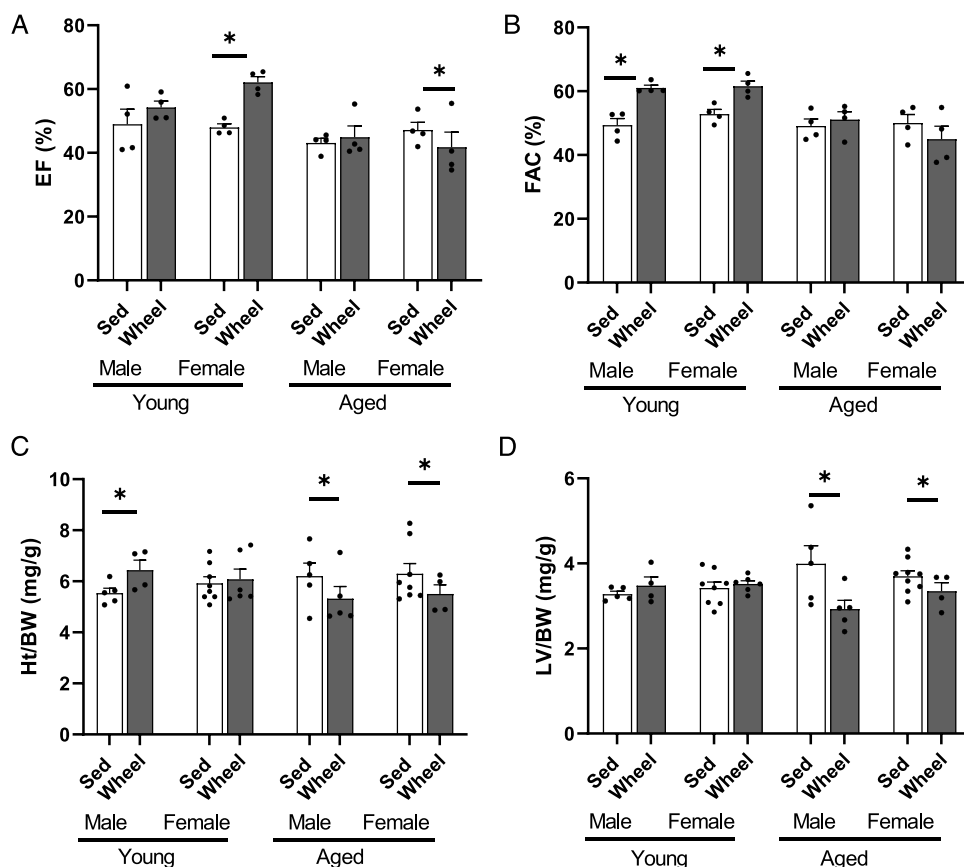 A
80
60
40
20
0
EF (%)
* *
Sed Wheel Sed Wheel Sed Wheel Sed Wheel
Male Female Male Female
Young Aged
B
80
60
40
20
0
FAC (%)
* *
Sed Wheel Sed Wheel Sed Wheel Sed Wheel
Male Female Male Female
Young Aged
C
10
8
6
4
2
0
Ht/BW (mg/g)
* * *
Sed Wheel Sed Wheel Sed Wheel Sed Wheel
Male Female Male Female
Young Aged
D
6
4
2
0
LV/BW (mg/g)
* *
Sed Wheel Sed Wheel Sed Wheel Sed Wheel
Male Female Male Female
Young Aged